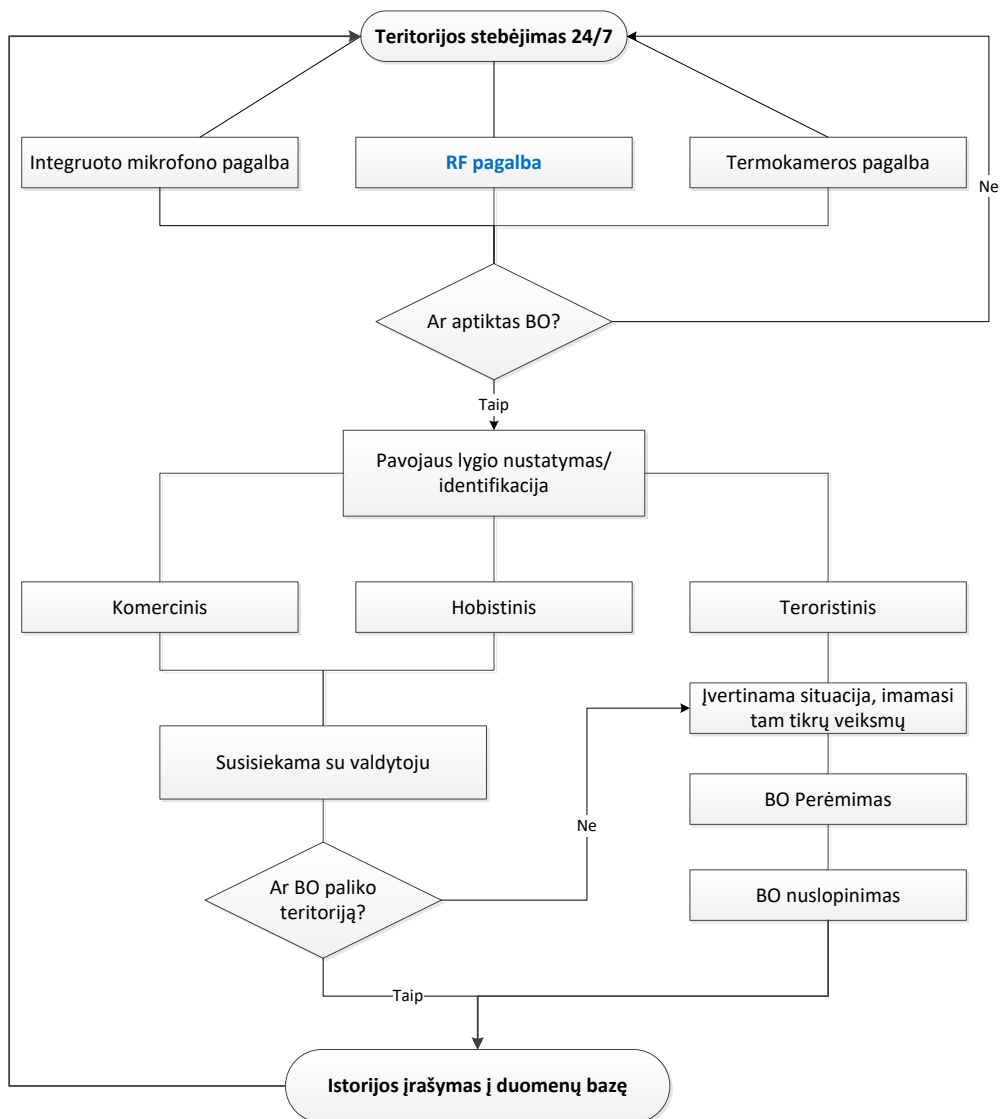 Teritorijos stebėjimas 24/7
Integruoto mikrofono pagalba
RF pagalba
Termokameros pagalba
Ne
Ar aptiktas BO?
Taip
Pavojaus lygio nustatymas/
identifikacija
Komercinis
Hobistinis
Teroristinis
Įvertinama situacija, imamasi
tam tikrų veiksmų
Susisiekama su valdytoju
BO Perėmimas
Ne
Ar BO paliko
teritoriją?
BO nuslopinimas
Taip
Istorijos įrašymas į duomenų bazę